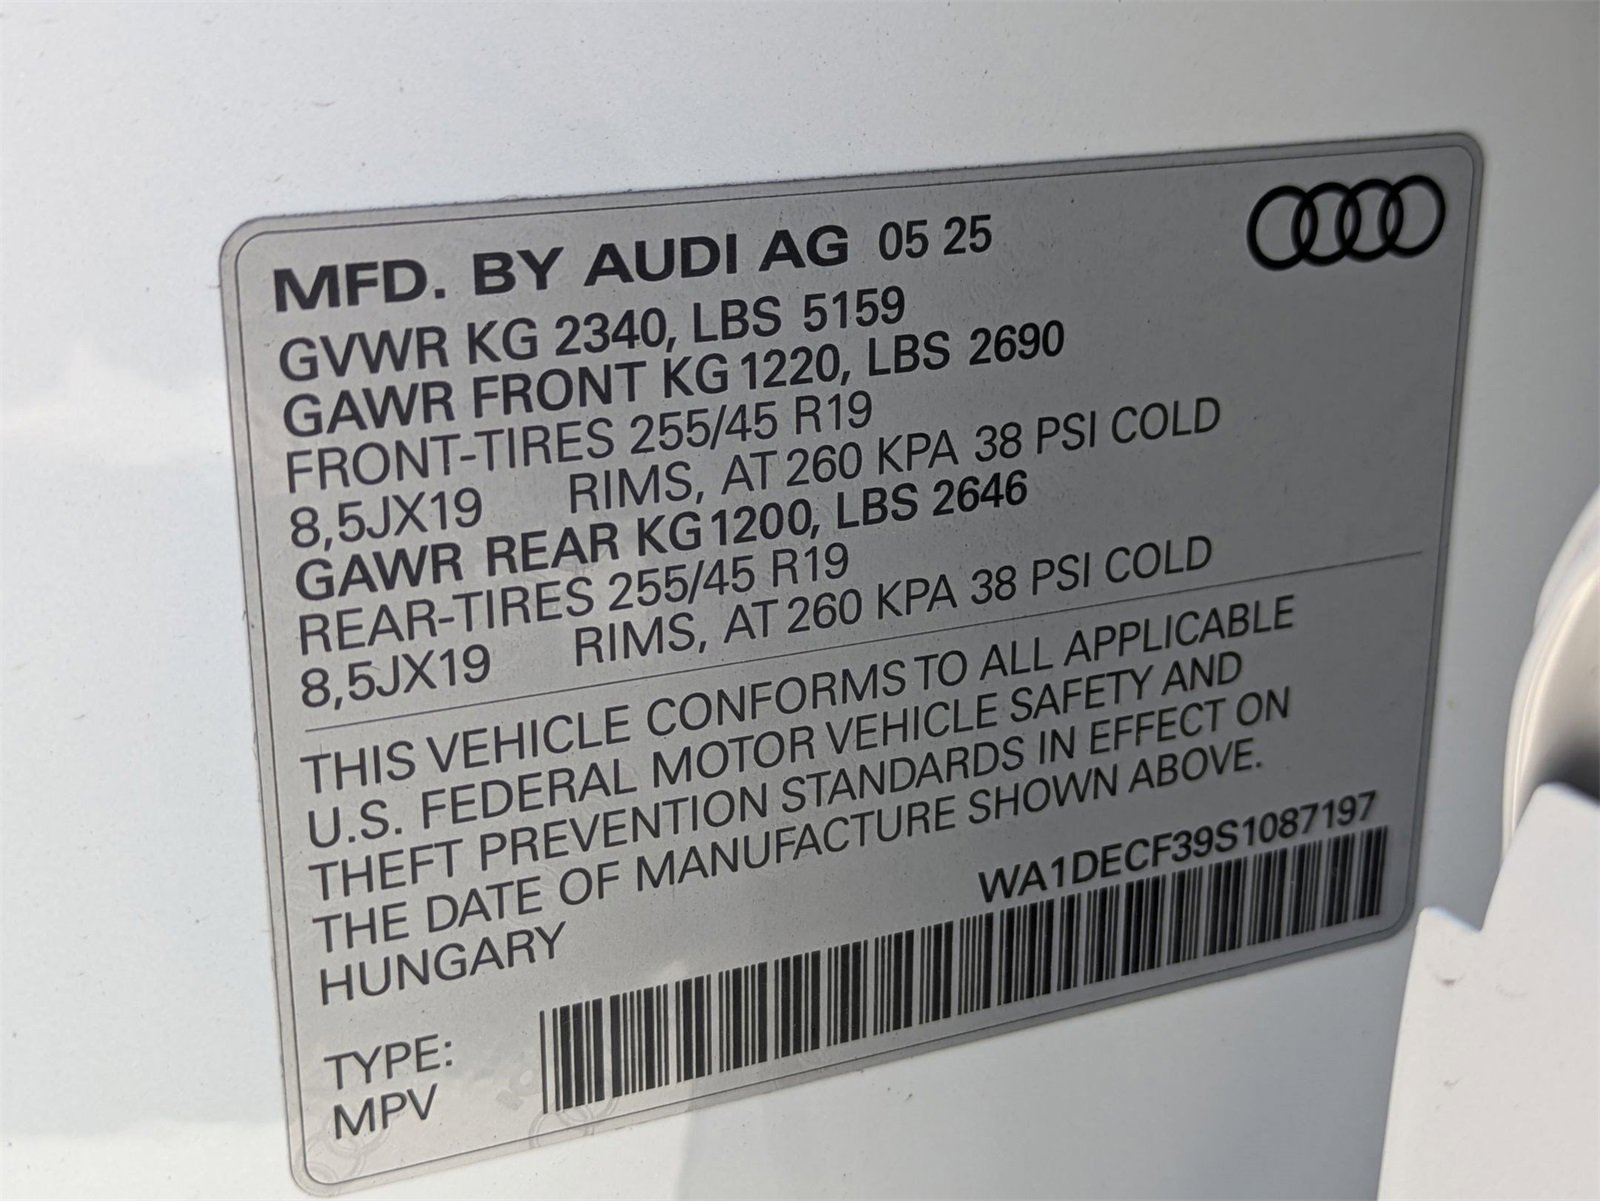 MFD. BY AUDI AG 05 25
GVWR KG 2340, LBS 5159
GAWR FRONT KG 1220, LBS 2690
FRONT-TIRES 255/45 R19
8,5JX19 RIMS, AT 260 KPA 38 PSI COLD
GAWR REAR KG 1200, LBS 2646
REAR-TIRES 255/45 R19
8,5JX19 RIMS, AT 260 KPA 38 PSI COLD
THIS VEHICLE CONFORMS TO ALL APPLICABLE
U.S. FEDERAL MOTOR VEHICLE SAFETY AND
THEFT PREVENTION STANDARDS IN EFFECT ON
THE DATE OF MANUFACTURE SHOWN ABOVE.
HUNGARY
WA1DECF39S1087197
TYPE:
MPV